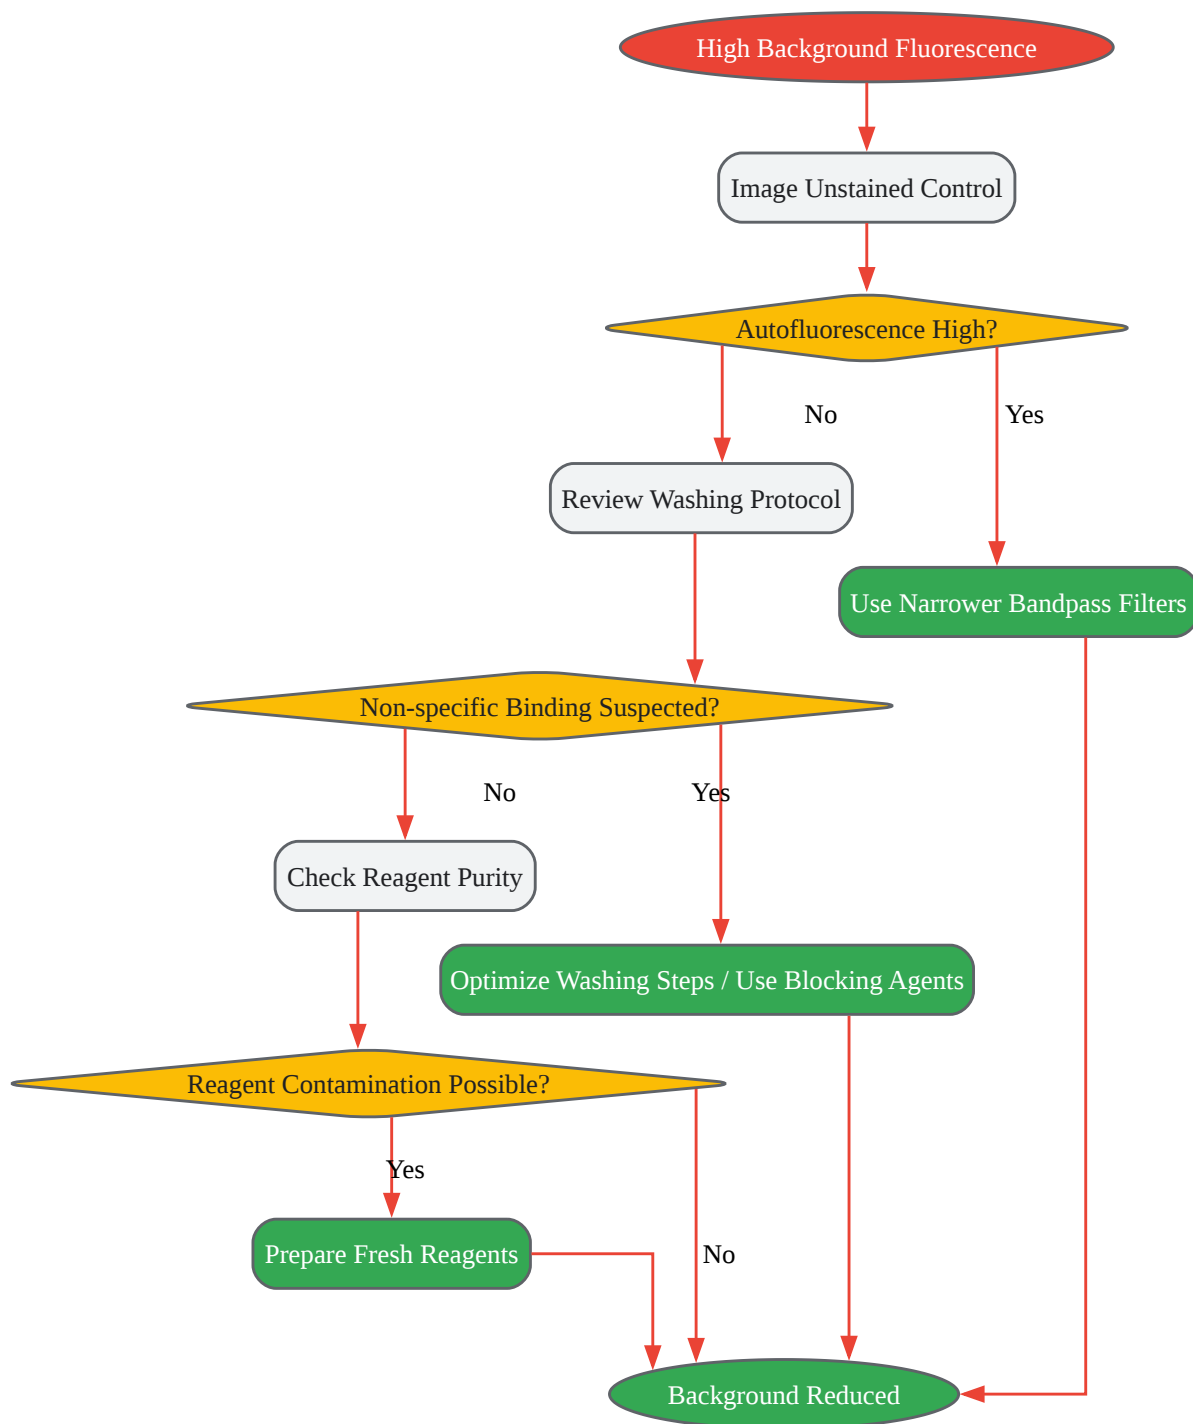 High Background Fluorescence
Image Unstained Control
Autofluorescence High?
No
Yes
Review Washing Protocol
Use Narrower Bandpass Filters
Non-specific Binding Suspected?
No
Yes
Check Reagent Purity
Optimize Washing Steps / Use Blocking Agents
Reagent Contamination Possible?
Yes
Prepare Fresh Reagents
No
Background Reduced